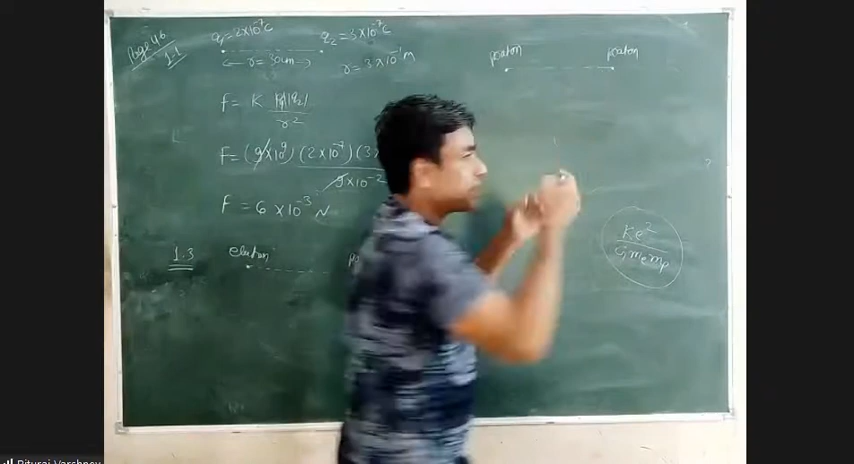 Page 46
1.1
q₁=2×10⁻⁷C
q₂=3×10⁻⁷C
r=30cm
r=3×10⁻¹m
F= K |q₁||q₂|
r²
F= (9×10⁹)(2×10⁻⁷)(3
9×10⁻²
F = 6 ×10⁻³ N
1.3
electron
proton
proton
Ke²
Gmemp
Rituraj Varshney